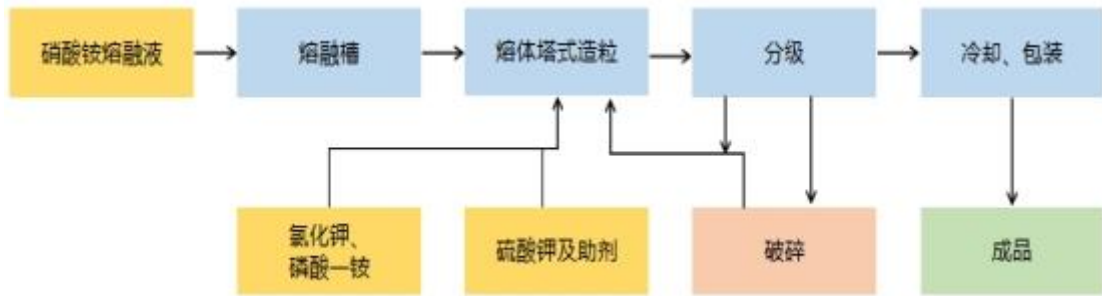 硝酸铵熔融液
熔融槽
熔体塔式造粒
分级
冷却、包装
氯化钾、
磷酸一铵
硫酸钾及助剂
破碎
成品